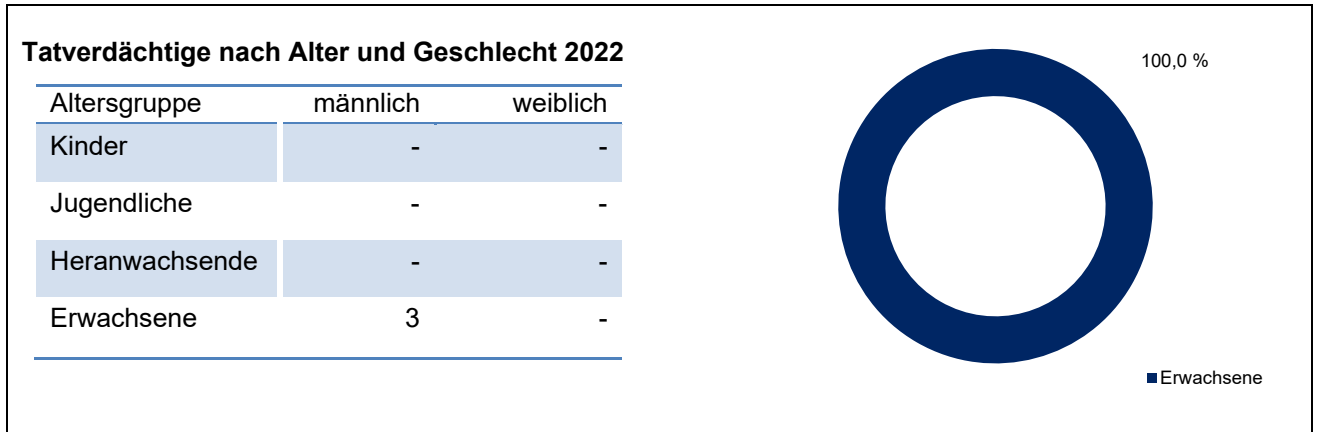 Tatverdächtige nach Alter und Geschlecht 2022
Altersgruppe männlich weiblich
Kinder - -
Jugendliche - -
Heranwachsende - -
Erwachsene 3 -
100,0 %
Erwachsene